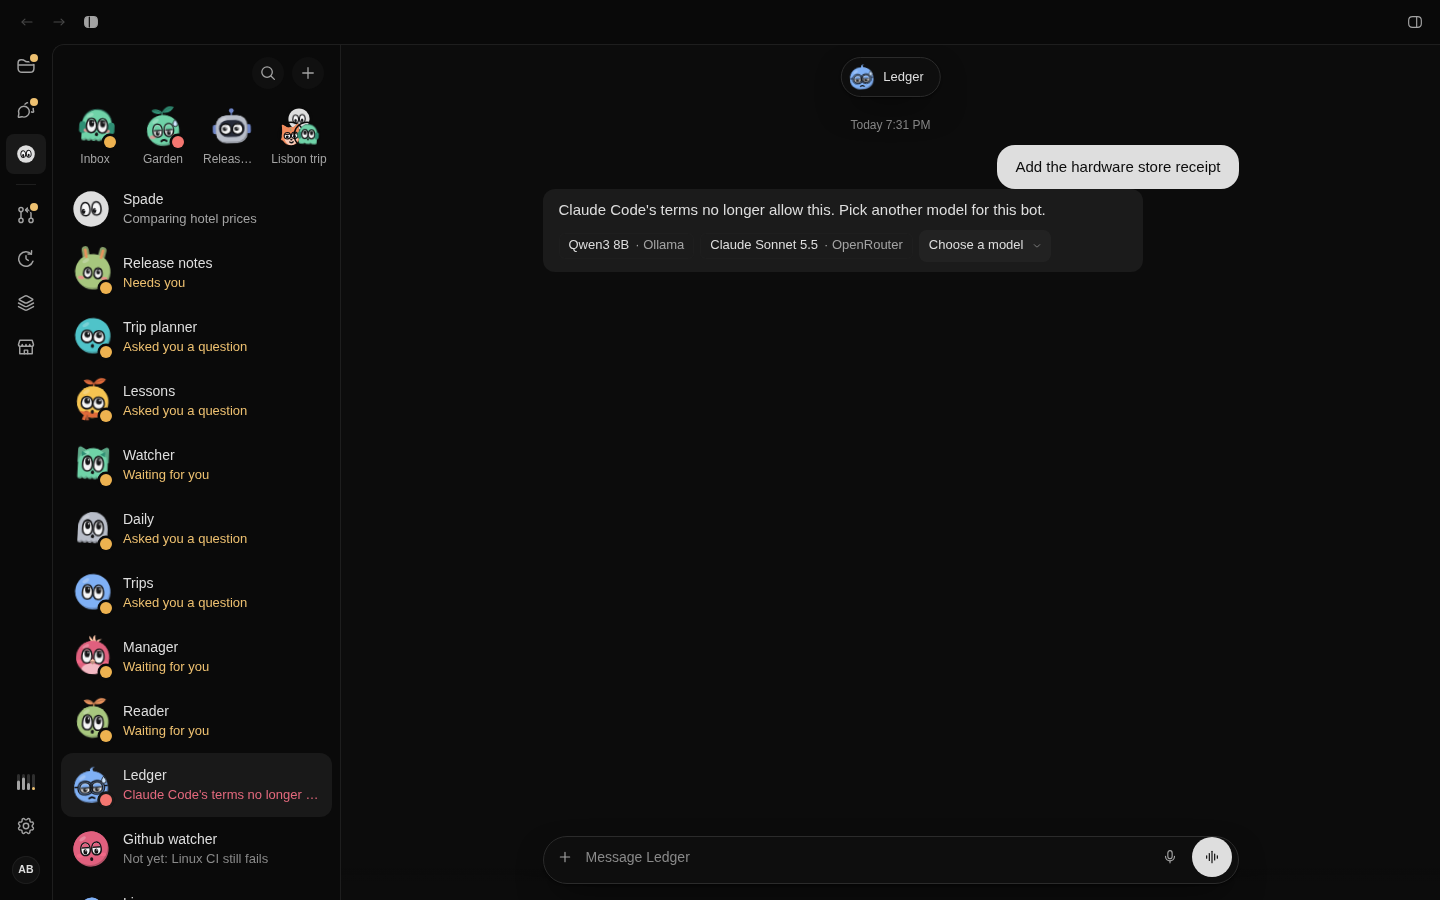 Inbox
Garden
Releas…
Lisbon trip
Spade
Comparing hotel prices
Release notes
Needs you
Trip planner
Asked you a question
Lessons
Asked you a question
Watcher
Waiting for you
Daily
Asked you a question
Trips
Asked you a question
Manager
Waiting for you
Reader
Waiting for you
Ledger
Claude Code's terms no longer …
Github watcher
Not yet: Linux CI still fails
AB
Ledger
Today 7:31 PM
Add the hardware store receipt
Claude Code's terms no longer allow this. Pick another model for this bot.
Qwen3 8B · Ollama Claude Sonnet 5.5 · OpenRouter Choose a model
Message Ledger